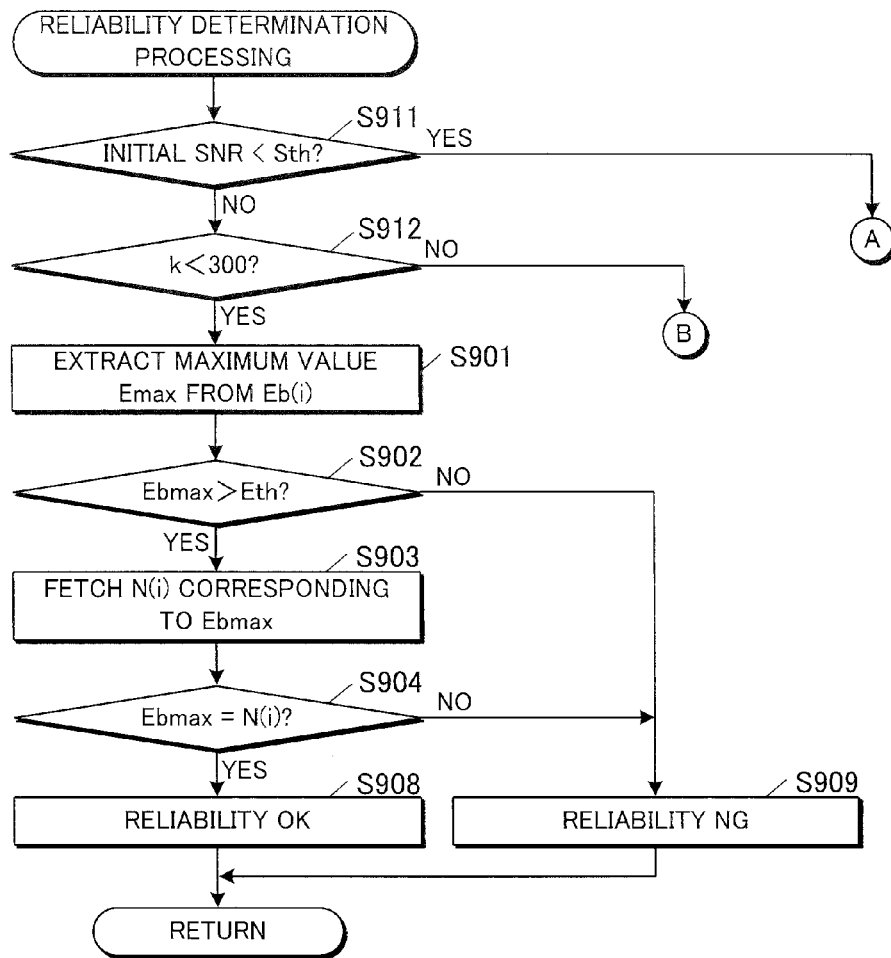 RELIABILITY DETERMINATION
PROCESSING
S911
INITIAL SNR < Sth?
YES
NO
A
S912
k<300?
NO
YES
B
EXTRACT MAXIMUM VALUE
Emax FROM Eb(i)
S901
S902
Ebmax>Eth?
NO
YES
S903
FETCH N(i) CORRESPONDING
TO Ebmax
S904
Ebmax = N(i)?
NO
YES
S908
RELIABILITY OK
S909
RELIABILITY NG
RETURN